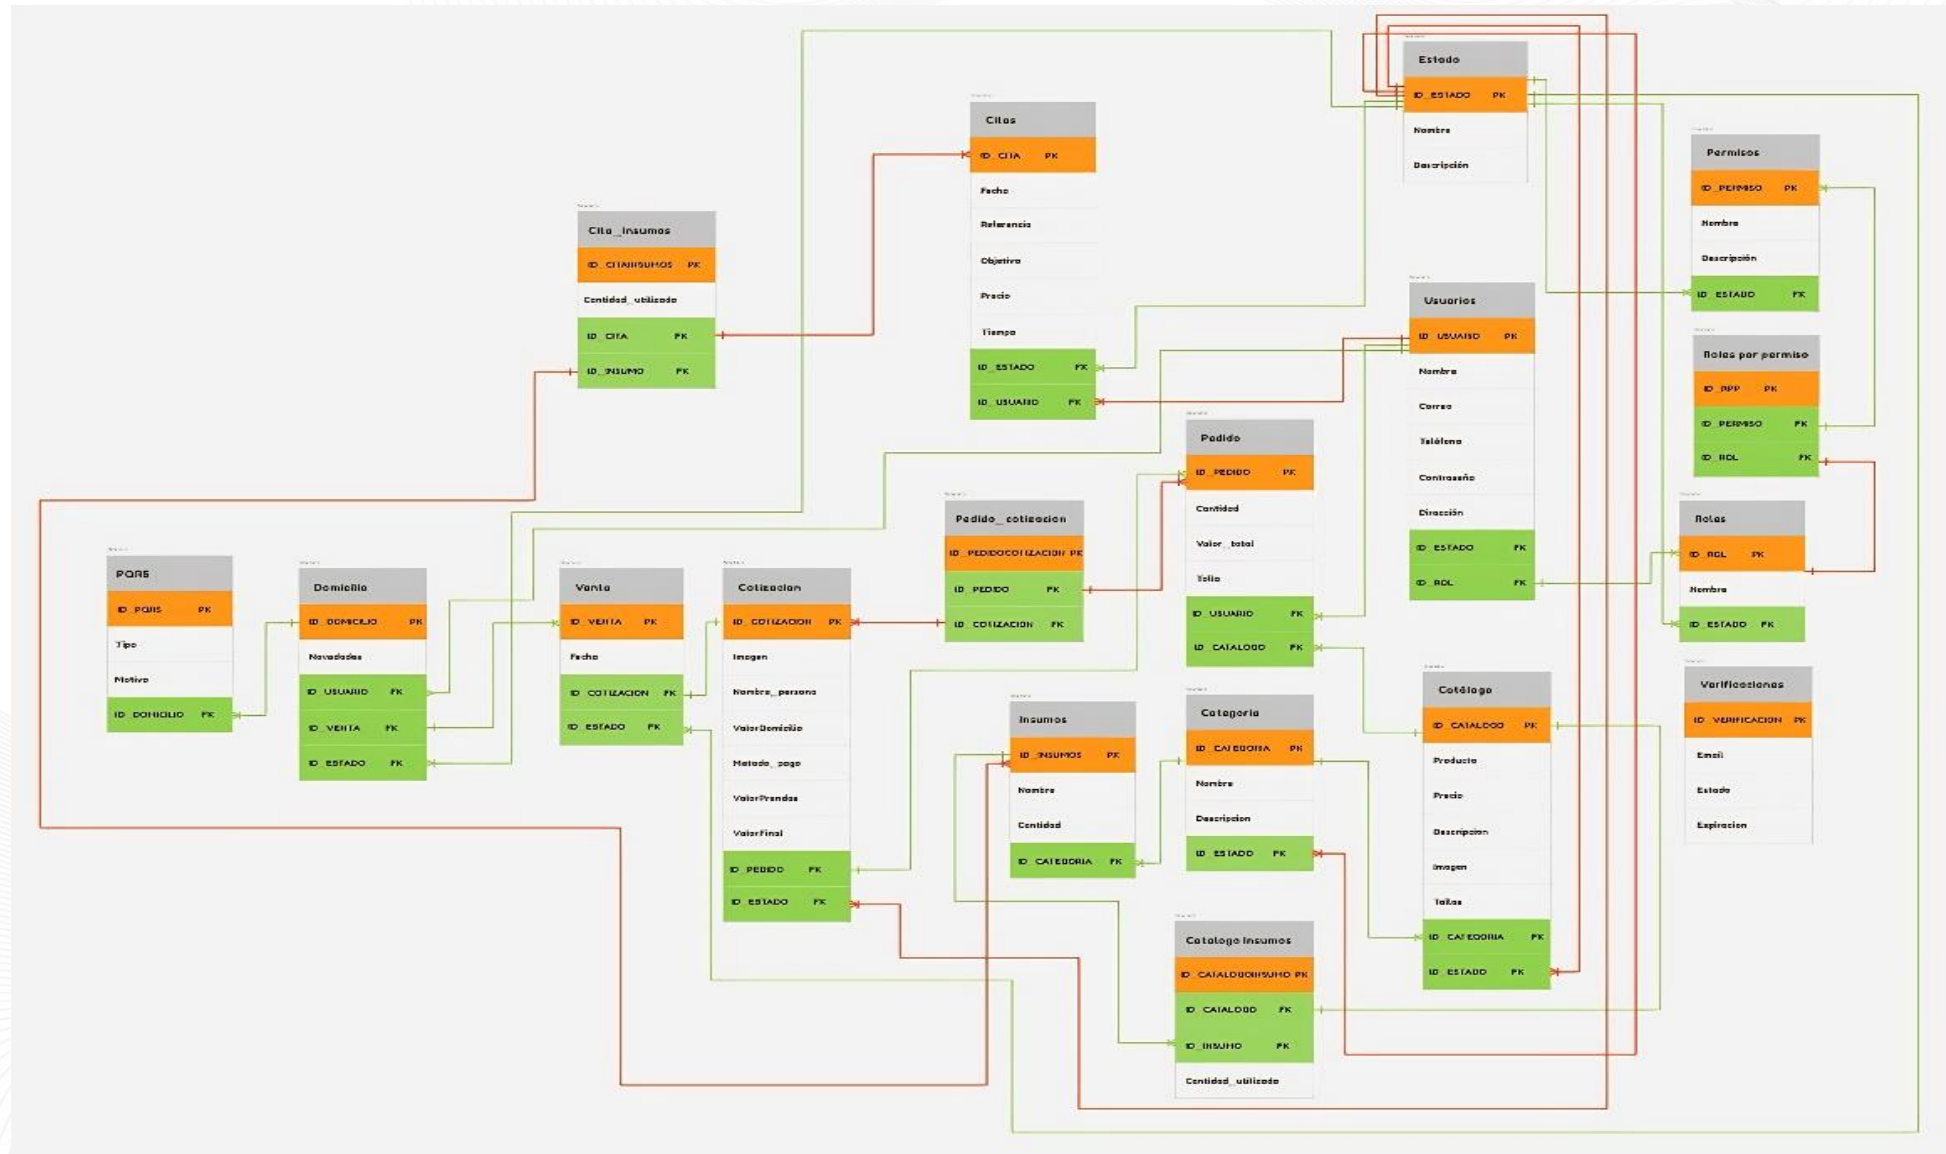 Estado
ID_ESTADO PK
Nombre
Descripción
Citas
ID_CITA PK
Fecha
Referencia
Objetivo
Precio
Tiempo
ID_ESTADO FK
ID_USUARIO FK
Permisos
ID_PERMISO PK
Nombre
Descripción
ID_ESTADO FK
Cita_insumos
ID_CITAINSUMOS PK
Cantidad_utilizada
ID_CITA FK
ID_INSUMO FK
Usuarios
ID_USUARIO PK
Nombre
Correo
Teléfono
Contraseña
Dirección
ID_ESTADO FK
ID_ROL FK
Roles por permiso
ID_RPP PK
ID_PERMISO FK
ID_ROL FK
Pedido
ID_PEDIDO PK
Cantidad
Valor_total
Talla
ID_USUARIO FK
ID_CATALOGO FK
Pedido_cotizacion
ID_PEDIDOCOTIZACION PK
ID_PEDIDO FK
ID_COTIZACION FK
Roles
ID_ROL PK
Nombre
ID_ESTADO FK
PQRS
ID_PQRS PK
Tipo
Motivo
ID_DOMICILIO FK
Domicilio
ID_DOMICILIO PK
Novedades
ID_USUARIO FK
ID_VENTA FK
ID_ESTADO FK
Venta
ID_VENTA PK
Fecha
ID_COTIZACION FK
ID_ESTADO FK
Cotizacion
ID_COTIZACION PK
Imagen
Nombre_persona
ValorDomicilio
Metodo_pago
ValorPrendas
ValorFinal
ID_PEDIDO FK
ID_ESTADO FK
Insumos
ID_INSUMOS PK
Nombre
Cantidad
ID_CATEGORIA FK
Categoria
ID_CATEGORIA PK
Nombre
Descripcion
ID_ESTADO FK
Catálogo
ID_CATALOGO PK
Producto
Precio
Descripcion
Imagen
Tallas
ID_CATEGORIA FK
ID_ESTADO FK
Verificaciones
ID_VERIFICACION PK
Email
Estado
Expiracion
Catalogo Insumos
ID_CATALOGOINSUMO PK
ID_CATALOGO FK
ID_INSUMO FK
Cantidad_utilizada